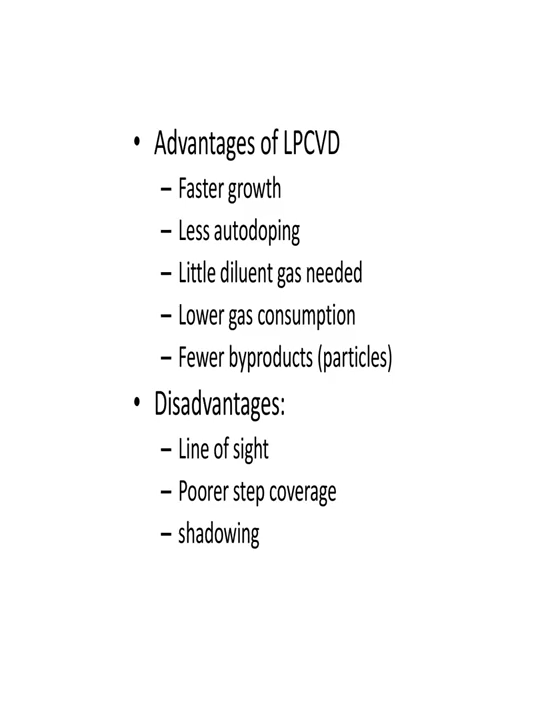 • Advantages of LPCVD
– Faster growth
– Less autodoping
– Little diluent gas needed
– Lower gas consumption
– Fewer byproducts (particles)
• Disadvantages:
– Line of sight
– Poorer step coverage
– shadowing